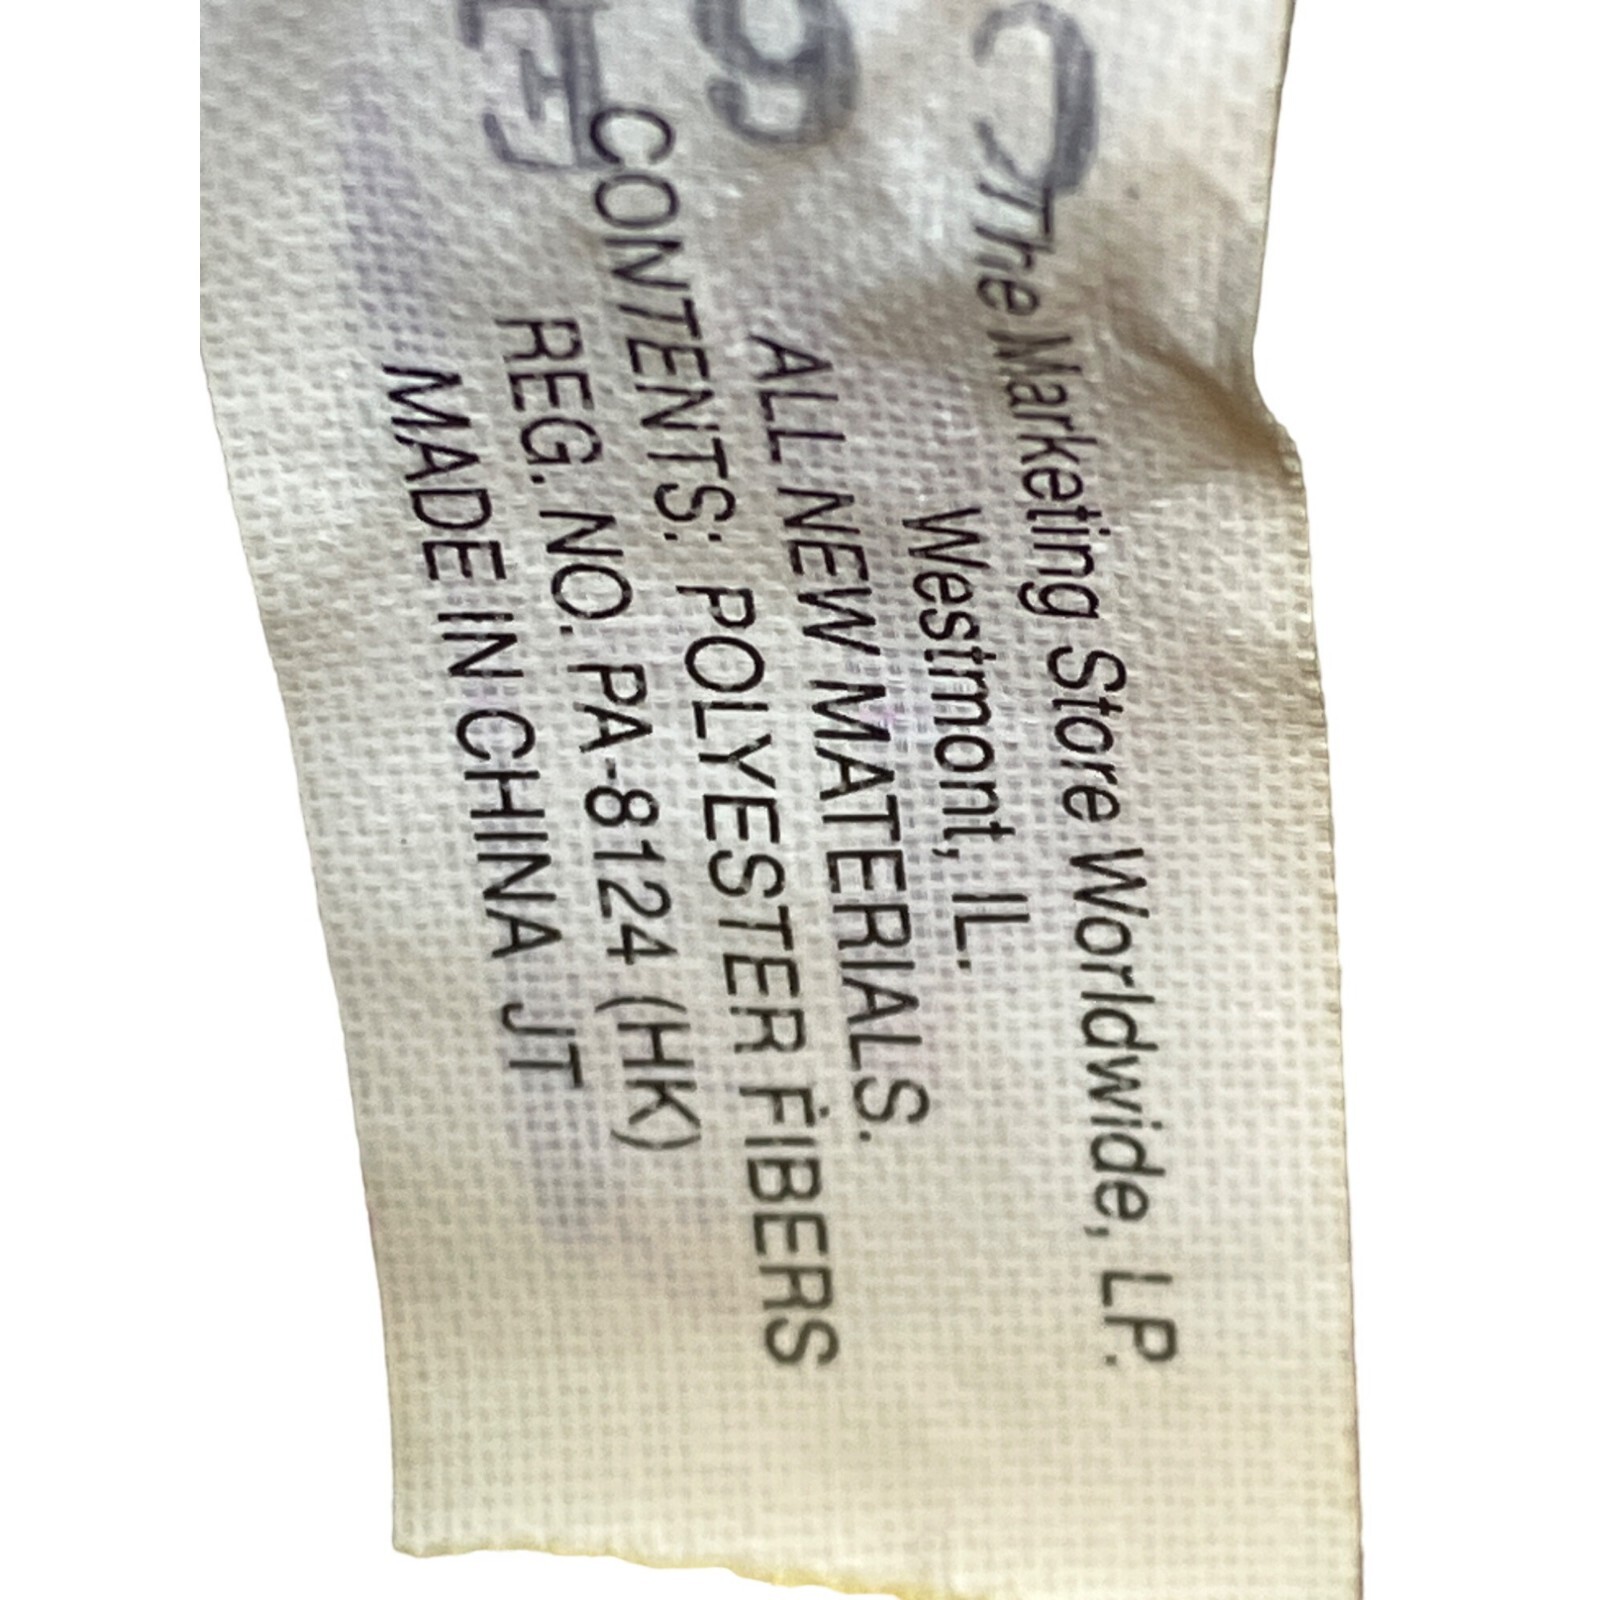 The Marketing Store Worldwide, LP.
Westmont, IL.
ALL NEW MATERIALS.
CONTENTS: POLYESTER FIBERS
REG. NO. PA-8124 (HK)
MADE IN CHINA JT